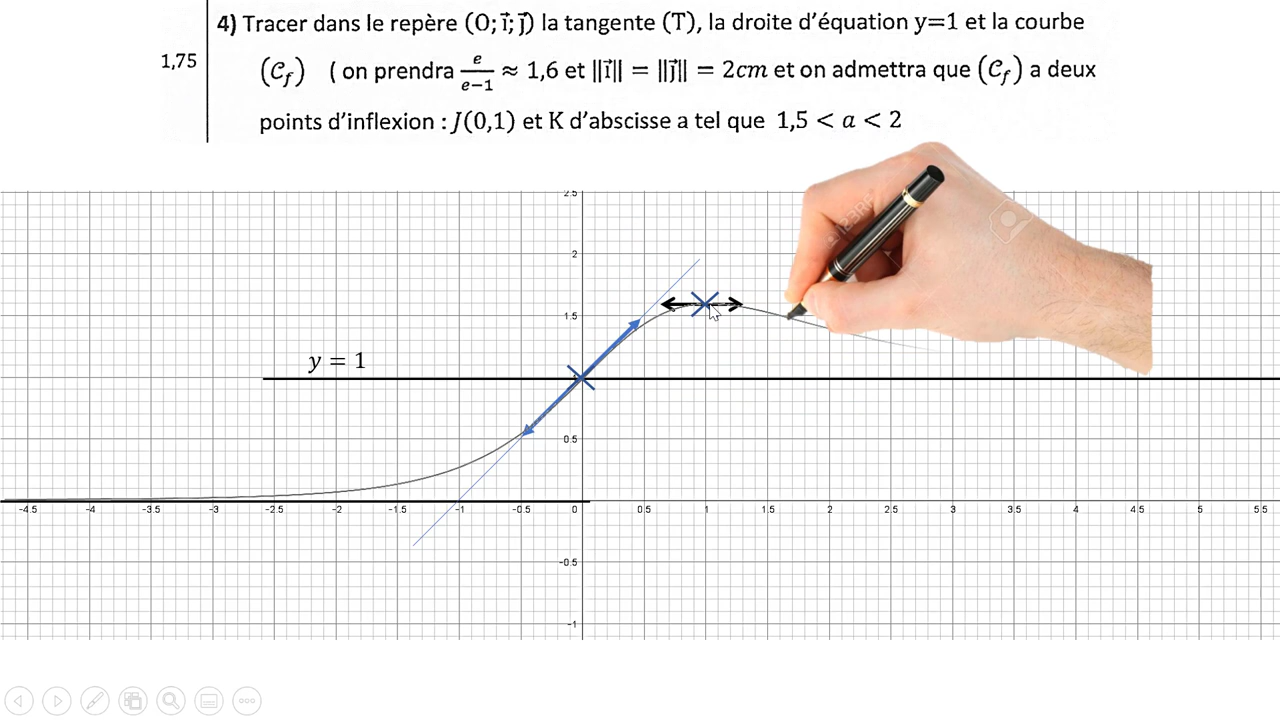 4) Tracer dans le repère (O; i⃗; j⃗) la tangente (T), la droite d'équation y=1 et la courbe
1,75
(𝒞f) ( on prendra e/(e−1) ≈ 1,6 et ||i⃗|| = ||j⃗|| = 2cm et on admettra que (𝒞f) a deux
points d'inflexion : J(0,1) et K d'abscisse a tel que 1,5 < a < 2
2.5
2
1.5
y = 1
0.5
-4.5 -4 -3.5 -3 -2.5 -2 -1.5 -1 -0.5 0 0.5 1 1.5 2 2.5 3 3.5 4 4.5 5 5.5
-0.5
-1